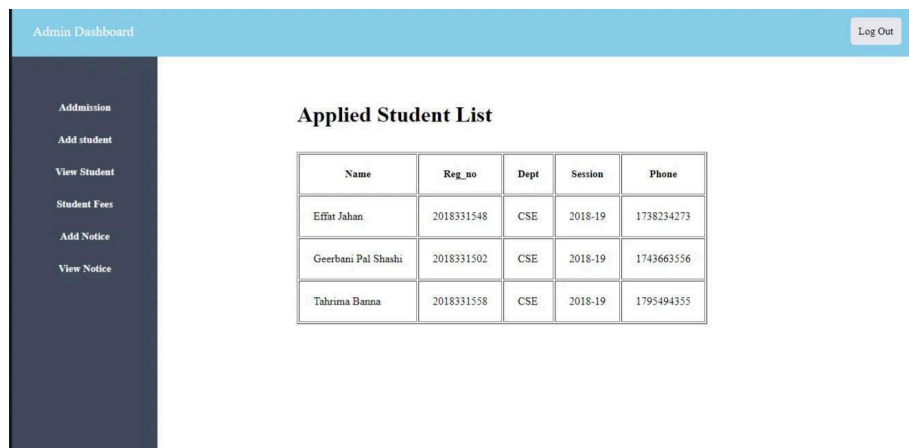 Admin Dashboard
Log Out
Addmission
Add student
View Student
Student Fees
Add Notice
View Notice
Applied Student List
Name Reg_no Dept Session Phone
Effat Jahan 2018331548 CSE 2018-19 1738234273
Geerbani Pal Shashi 2018331502 CSE 2018-19 1743663556
Tahrima Banna 2018331558 CSE 2018-19 1795494355